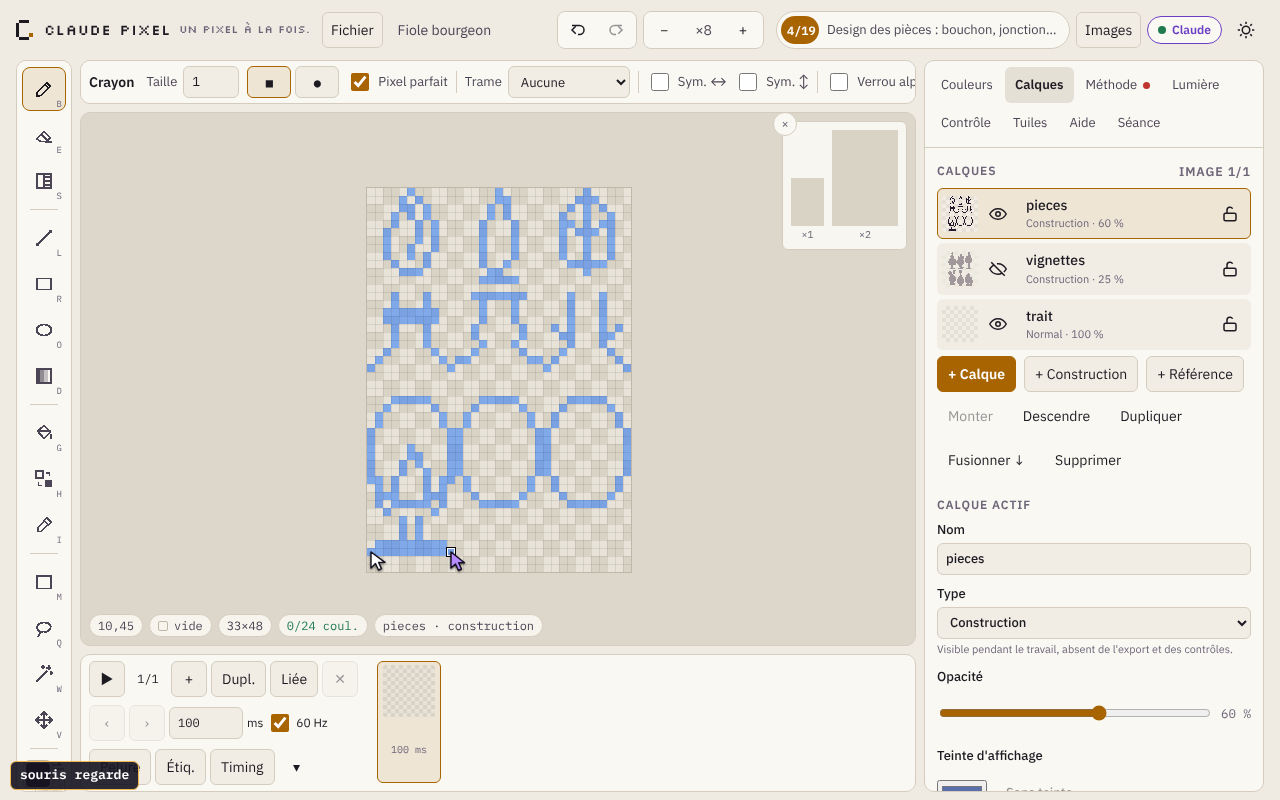 CLAUDE PIXEL UN PIXEL À LA FOIS. Fichier Fiole bourgeon − ×8 + 4/19 Design des pièces : bouchon, jonction… Images Claude
Crayon Taille 1 ■ ● Pixel parfait Trame Aucune Sym. ↔ Sym. ↕ Verrou alp
B
E
S
L
R
O
D
G
H
I
M
Q
W
V
×
×1 ×2
10,45 vide 33×48 0/24 coul. pieces · construction
1/1 + Dupl. Liée ×
‹ › 100 ms 60 Hz
Étiq. Timing ▼
100 ms
souris regarde
Couleurs Calques Méthode Lumière
Contrôle Tuiles Aide Séance
CALQUES IMAGE 1/1
pieces
Construction · 60 %
vignettes
Construction · 25 %
trait
Normal · 100 %
+ Calque + Construction + Référence
Monter Descendre Dupliquer
Fusionner ↓ Supprimer
CALQUE ACTIF
Nom
pieces
Type
Construction
Visible pendant le travail, absent de l'export et des contrôles.
Opacité
60 %
Teinte d'affichage